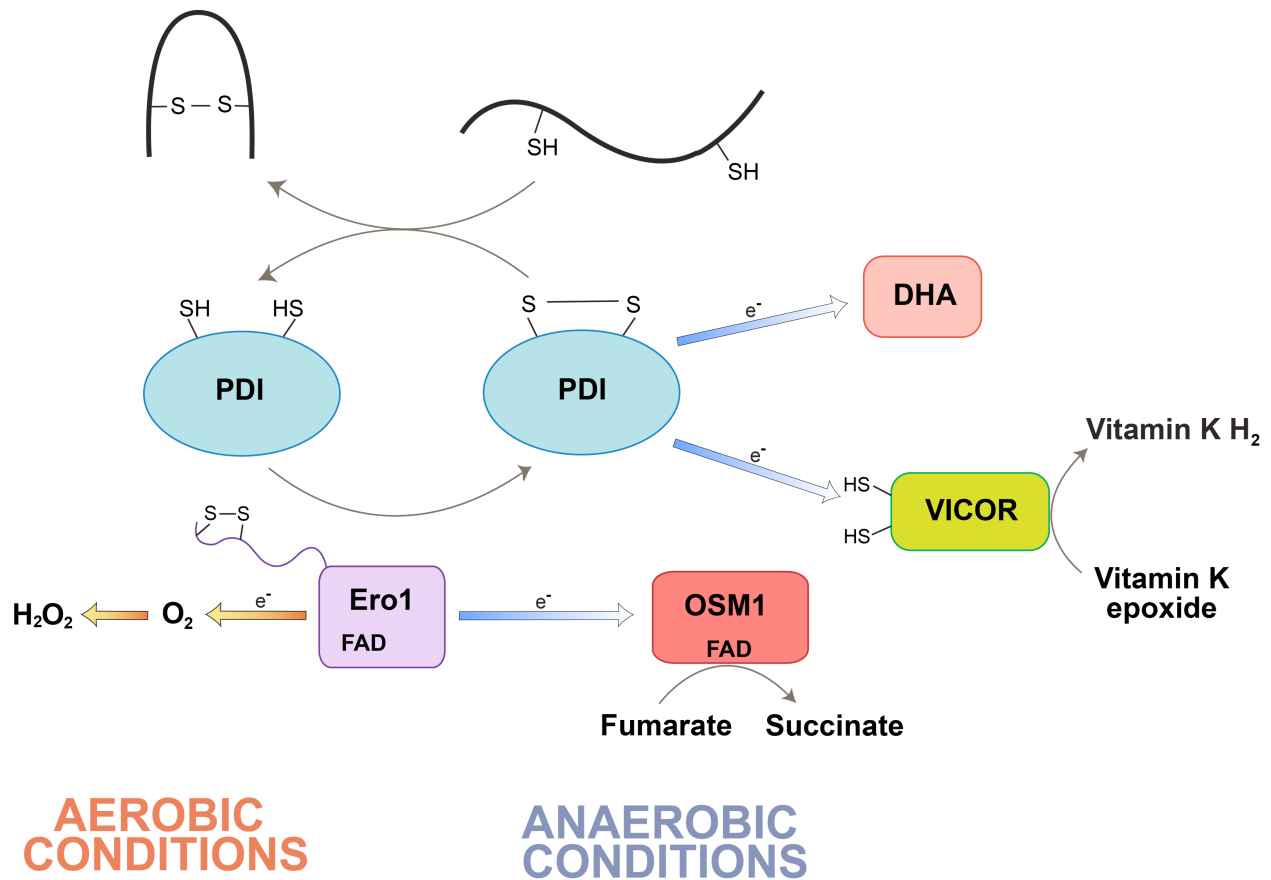 S — S
SH
SH
DHA
e-
SH HS
S S
PDI
PDI
Vitamin K H2
e-
HS
VICOR
HS
S S
Vitamin K
epoxide
Ero1
FAD
OSM1
FAD
H2O2
O2
e-
e-
Fumarate Succinate
AEROBIC
CONDITIONS
ANAEROBIC
CONDITIONS